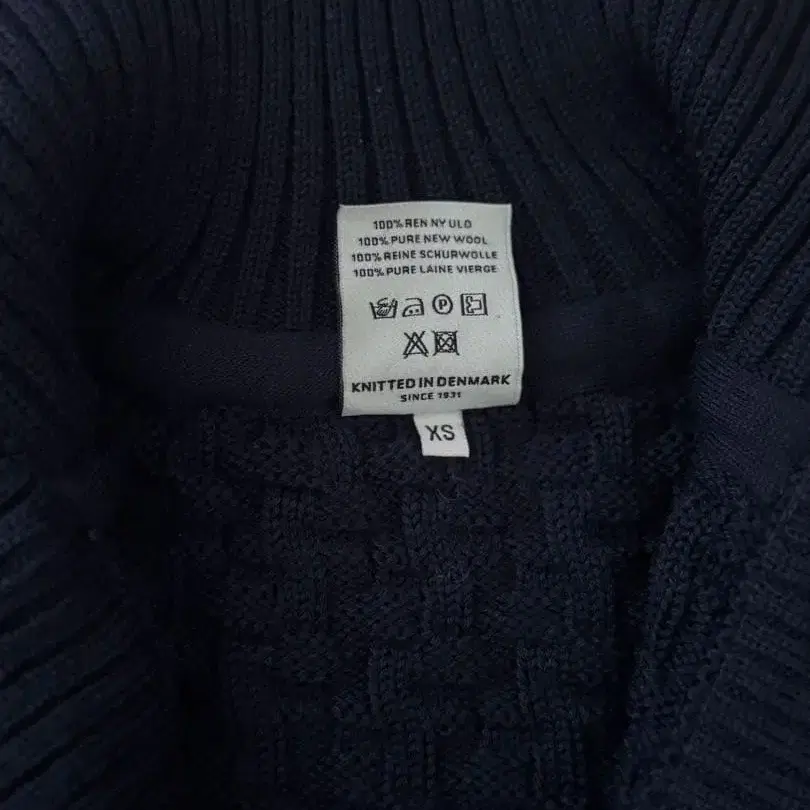 100% REN NY ULD
100% PURE NEW WOOL
100% REINE SCHURWOLLE
100% PURE LAINE VIERGE
P
KNITTED IN DENMARK
SINCE 1931
XS